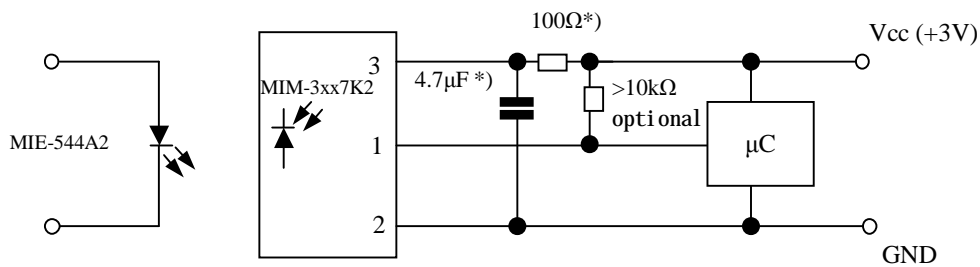 100Ω*)
Vcc (+3V)
3
4.7µF *)
MIM-3xx7K2
>10kΩ
optional
MIE-544A2
1
µC
2
GND